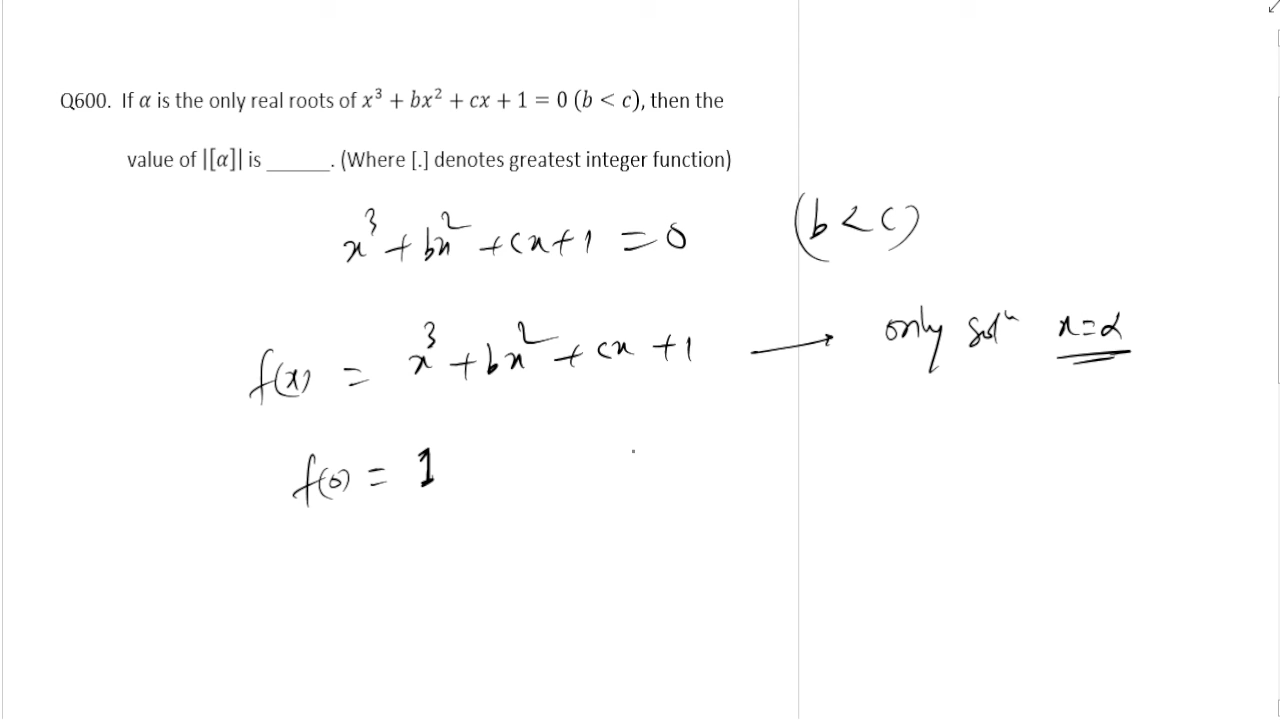 Q600. If α is the only real roots of x³ + bx² + cx + 1 = 0 (b < c), then the
value of |[α]| is ______. (Where [.] denotes greatest integer function)
x³ + bx² + cx + 1 = 0 (b < c)
f(x) = x³ + bx² + cx + 1 → only solⁿ x = α
f(0) = 1